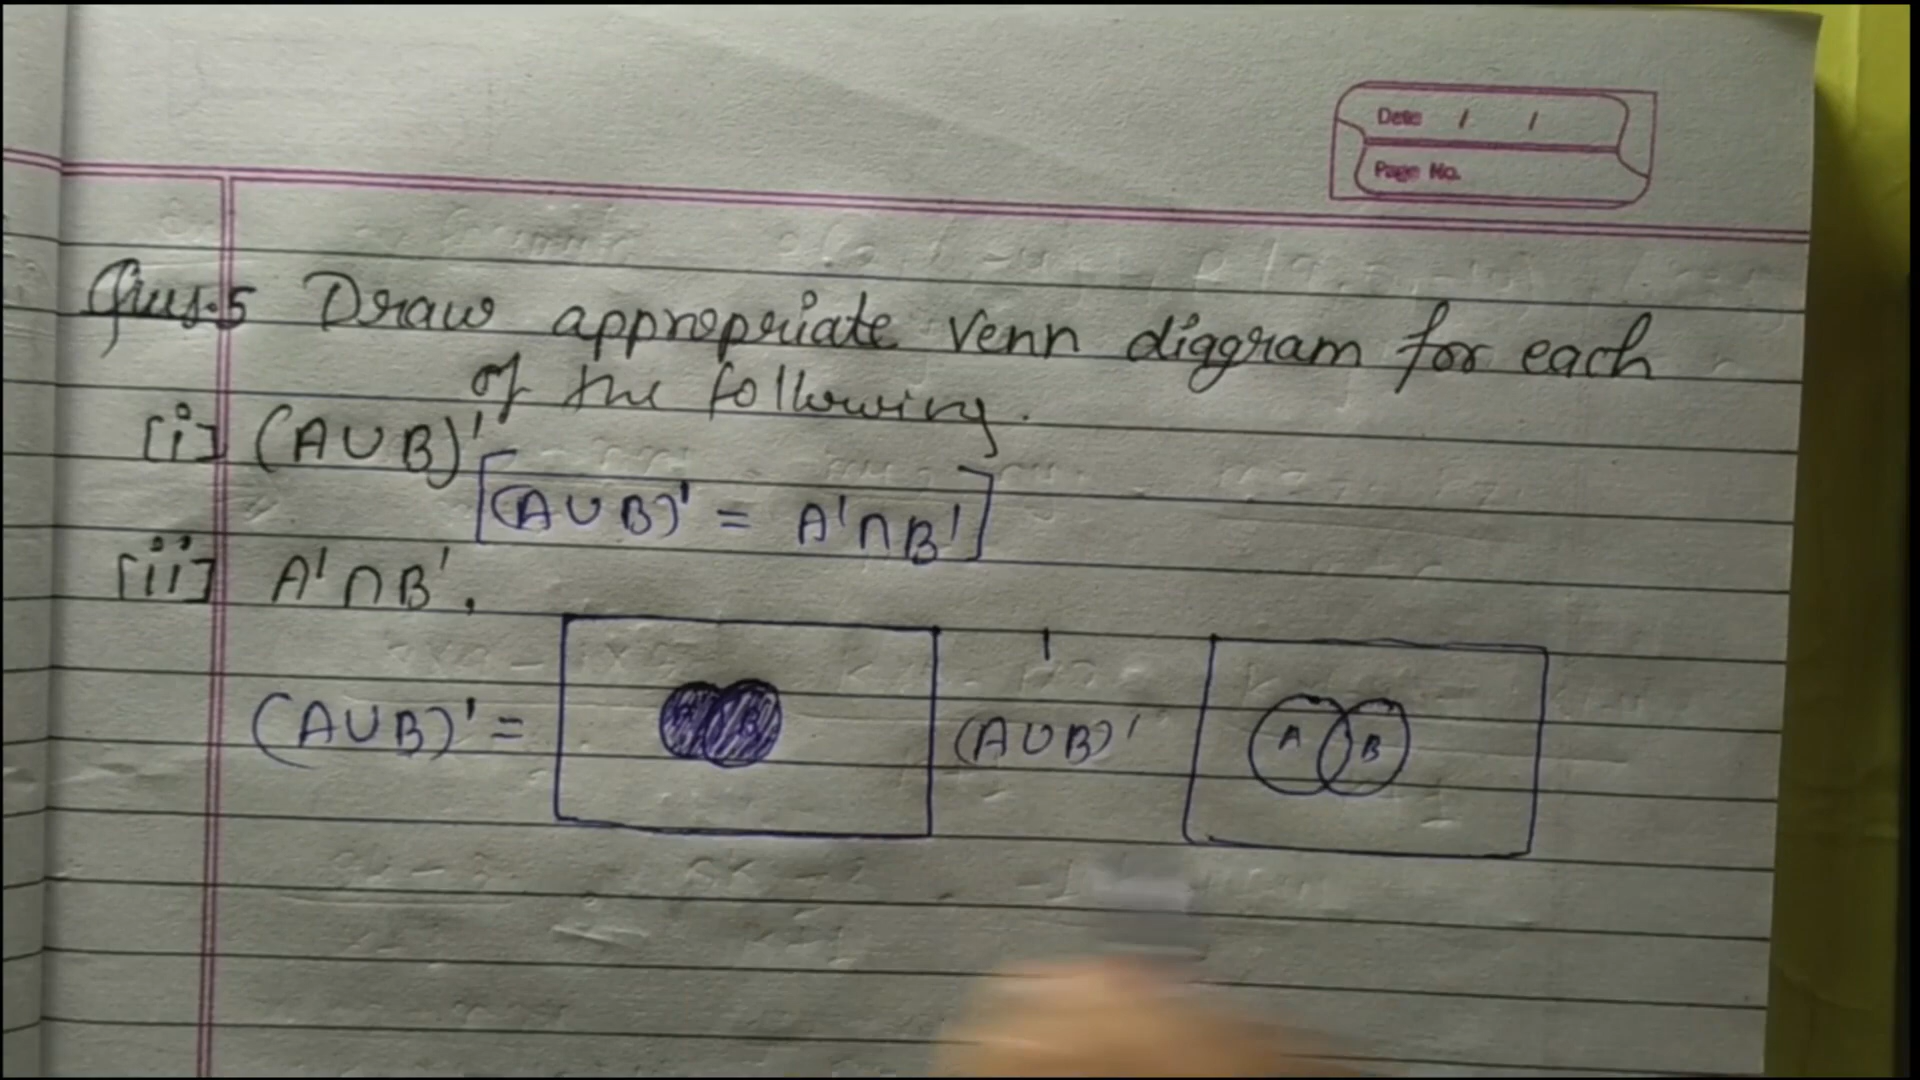 Date / /
Page No.
Ques.5 Draw appropriate Venn diggram for each
of the following.
[i] (A∪B)'
[(A∪B)' = A'∩B']
[ii] A'∩B',
(A∪B)' = A B (A∪B)' A B